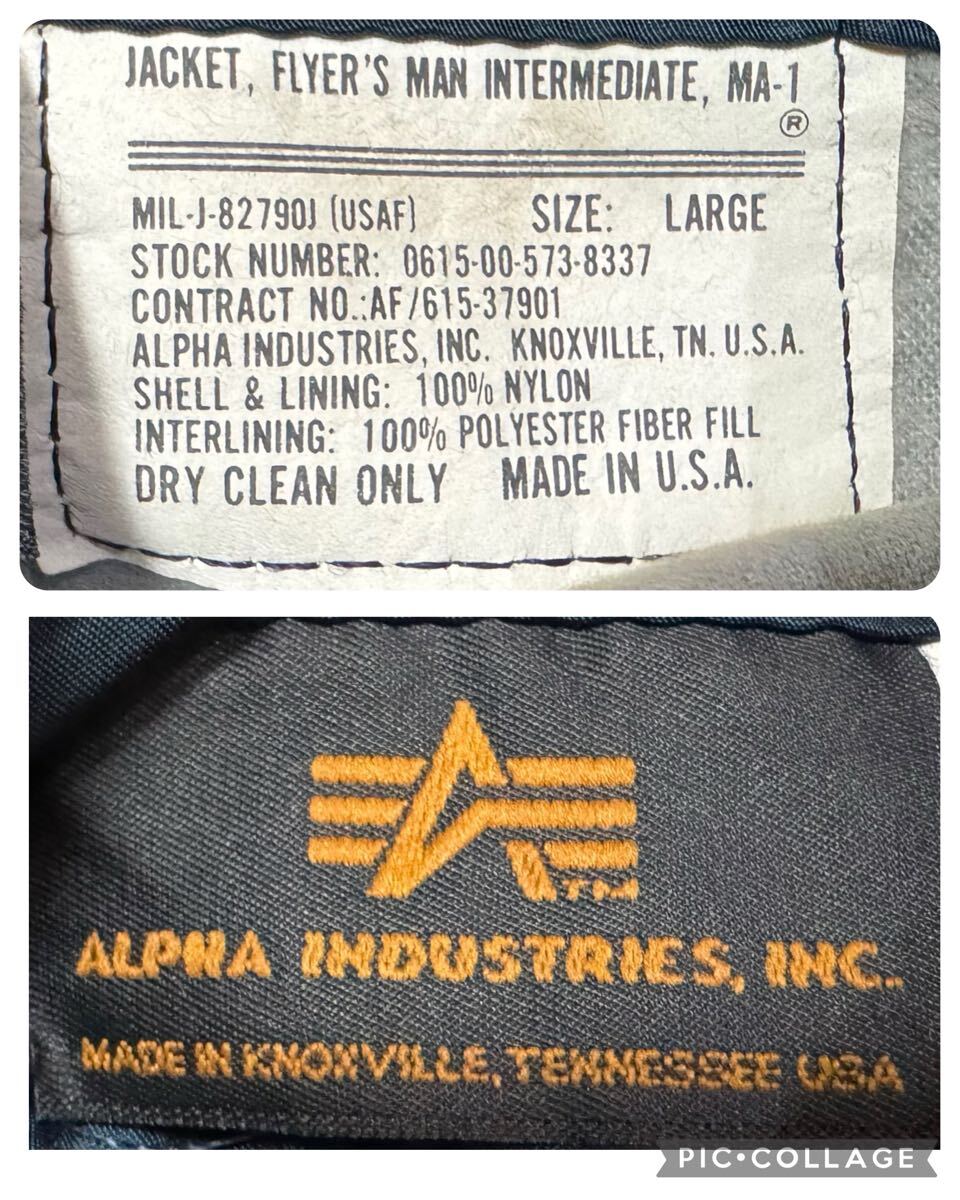 JACKET, FLYER'S MAN INTERMEDIATE, MA-1
®
MIL-J-82790J (USAF) SIZE: LARGE
STOCK NUMBER: 0615-00-573-8337
CONTRACT NO.:AF/615-37901
ALPHA INDUSTRIES, INC. KNOXVILLE, TN. U.S.A.
SHELL & LINING: 100% NYLON
INTERLINING: 100% POLYESTER FIBER FILL
DRY CLEAN ONLY MADE IN U.S.A.
TM
ALPHA INDUSTRIES, INC.
MADE IN KNOXVILLE, TENNESSEE USA
PIC•COLLAGE